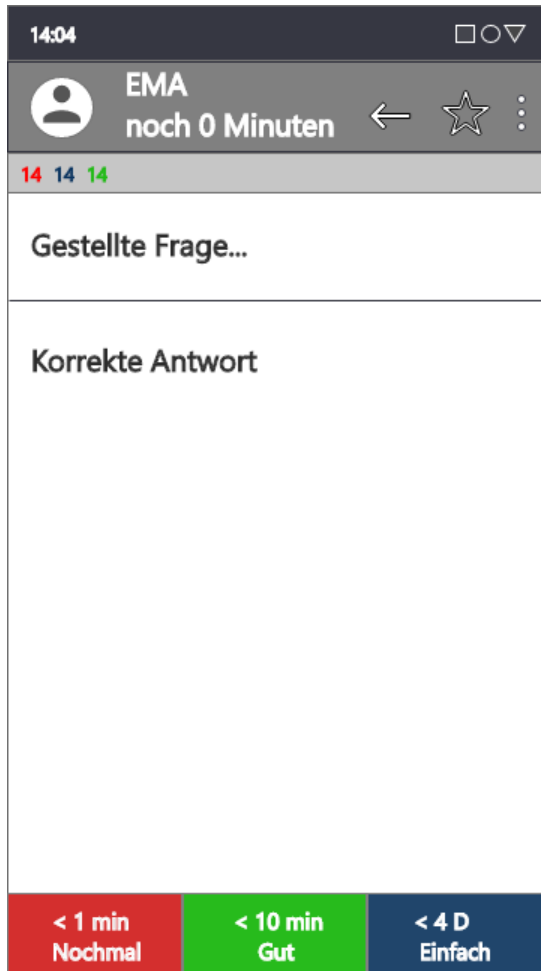 14:04
EMA
noch 0 Minuten
14 14 14
Gestellte Frage...
Korrekte Antwort
< 1 min
Nochmal
< 10 min
Gut
< 4 D
Einfach